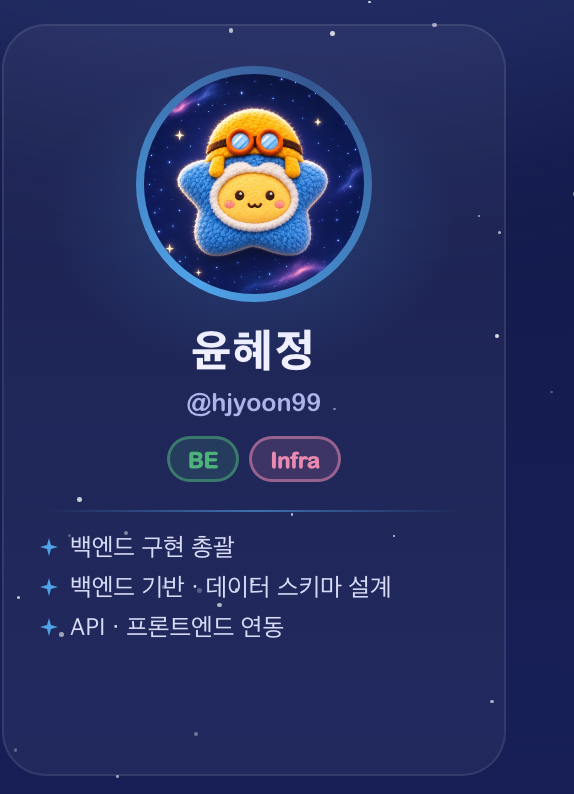 윤혜정
@hjyoon99
BE Infra
백엔드 구현 총괄
백엔드 기반 · 데이터 스키마 설계
API · 프론트엔드 연동